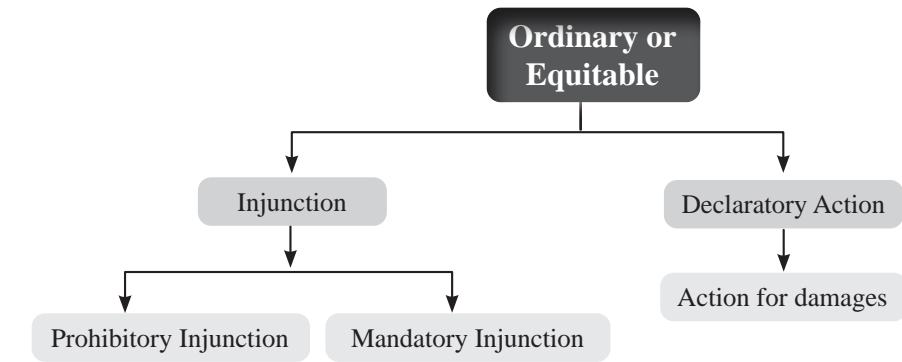 Ordinary or
Equitable
Injunction
Declaratory Action
Action for damages
Prohibitory Injunction
Mandatory Injunction